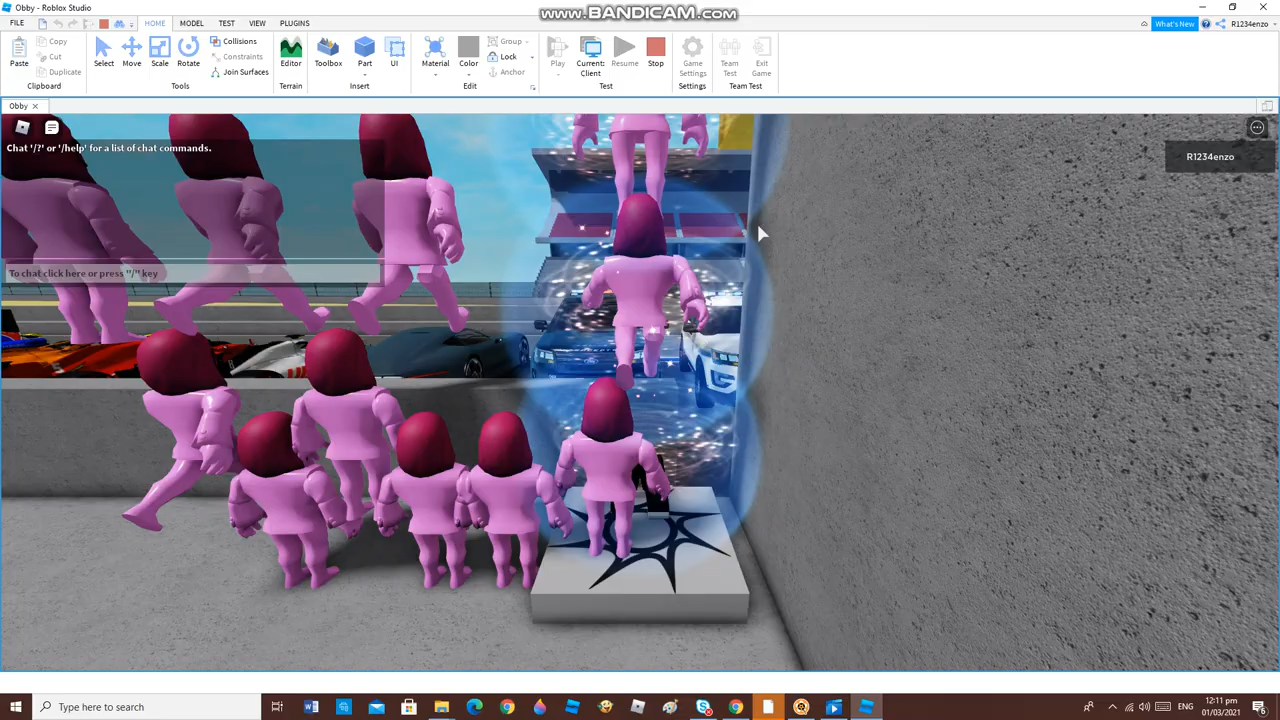 Obby - Roblox Studio
www.BANDICAM.com
FILE HOME MODEL TEST VIEW PLUGINS
What's New R1234enzo
Paste Copy Cut Duplicate
Select Move Scale Rotate
Collisions
Constraints
Join Surfaces
Editor Toolbox Part UI Material Color
Group
Lock
Anchor
Play Current: Client Resume Stop
Game Settings
Team Test
Exit Game
Clipboard Tools Terrain Insert Edit Test Settings Team Test
Obby
Chat '/?' or '/help' for a list of chat commands.
R1234enzo
To chat click here or press "/" key
Type here to search
ENG
12:11 pm
01/03/2021
6